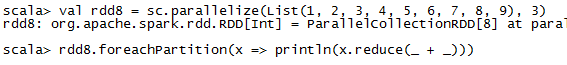 scala> val rdd8 = sc.parallelize(List(1, 2, 3, 4, 5, 6, 7, 8, 9), 3)
rdd8: org.apache.spark.rdd.RDD[Int] = ParallelCollectionRDD[8] at paral
scala> rdd8.foreachPartition(x => println(x.reduce(_ + _)))